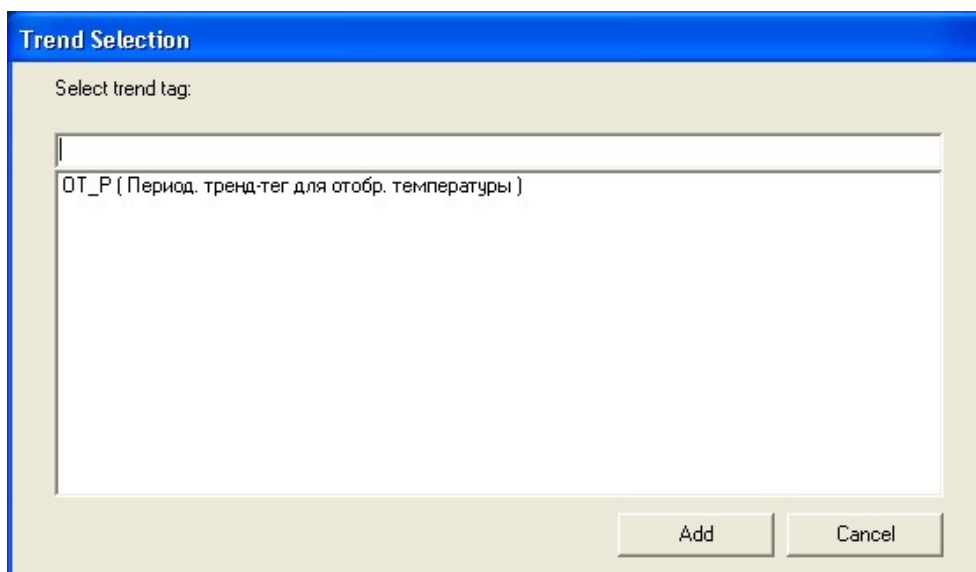 Trend Selection
Select trend tag:
OT_P ( Период. тренд-тег для отобр. температуры )
Add
Cancel